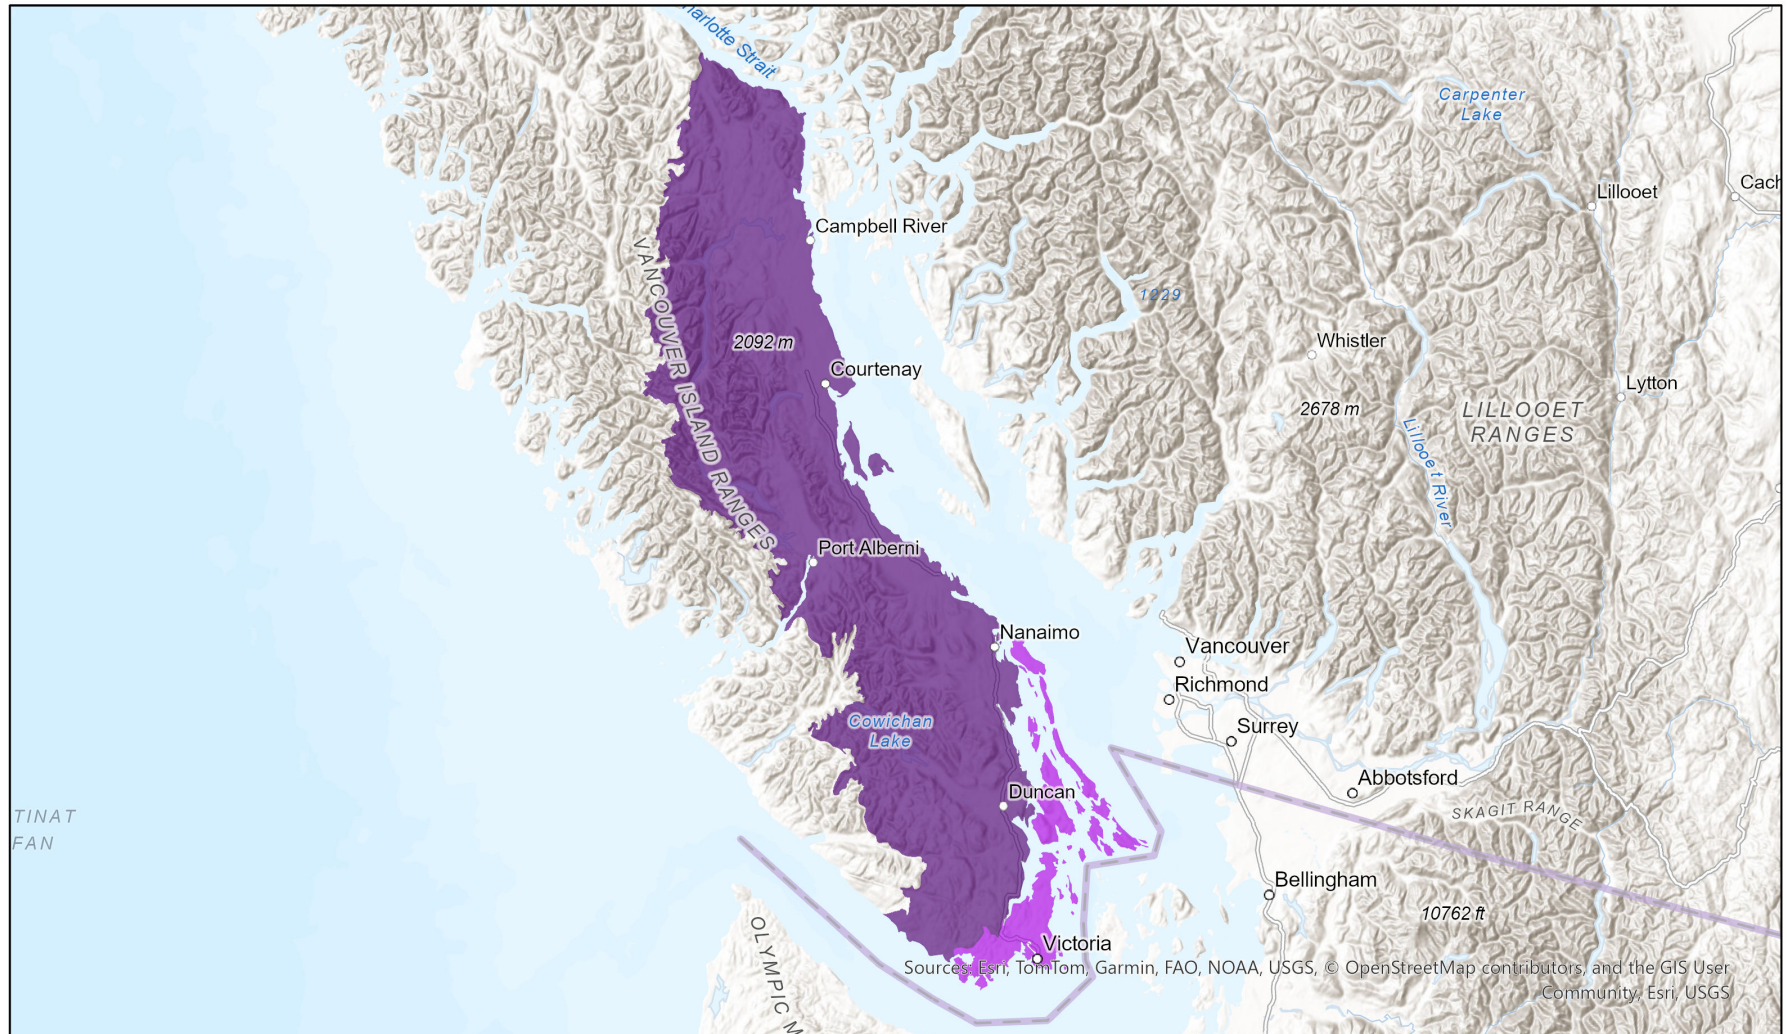 harlotte Strait
Carpenter
Lake
Lillooet
Cach
Campbell River
VANCOUVER ISLAND RANGES
1229
2092 m
Whistler
Courtenay
Lytton
2678 m
LILLOOET
RANGES
Lillooet River
Port Alberni
Nanaimo
Vancouver
Richmond
Cowichan
Lake
Surrey
Abbotsford
Duncan
SKAGIT RANGE
TINAT
FAN
Bellingham
10762 ft
OLYMPIC M
Victoria
Sources: Esri, TomTom, Garmin, FAO, NOAA, USGS, © OpenStreetMap contributors, and the GIS User
Community, Esri, USGS